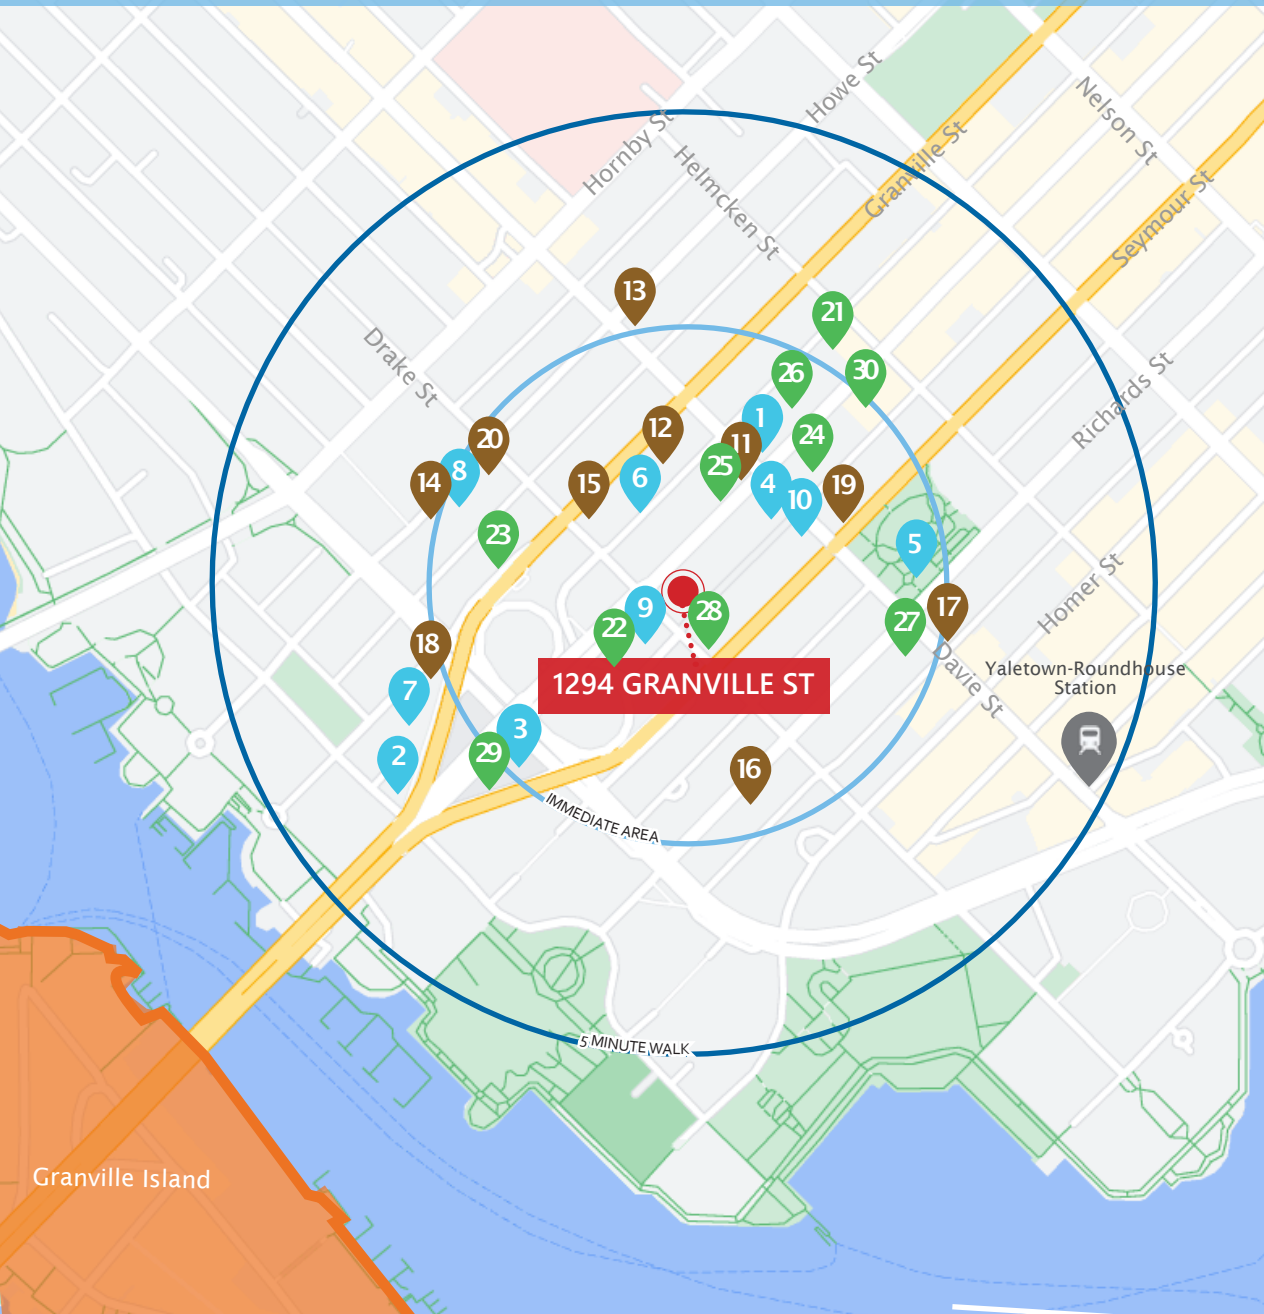 Howe St
Nelson St
Hornby St
Granville St
Helmcken St
Seymour St
13
21
Drake St
26
30
Richards St
1
12
24
20
11
25
8
6
14
15
4
19
10
23
5
Homer St
9
28
17
22
27
18
Davie St
Yaletown-Roundhouse
Station
1294 GRANVILLE ST
7
3
2
29
16
IMMEDIATE AREA
5 MINUTE WALK
Granville Island